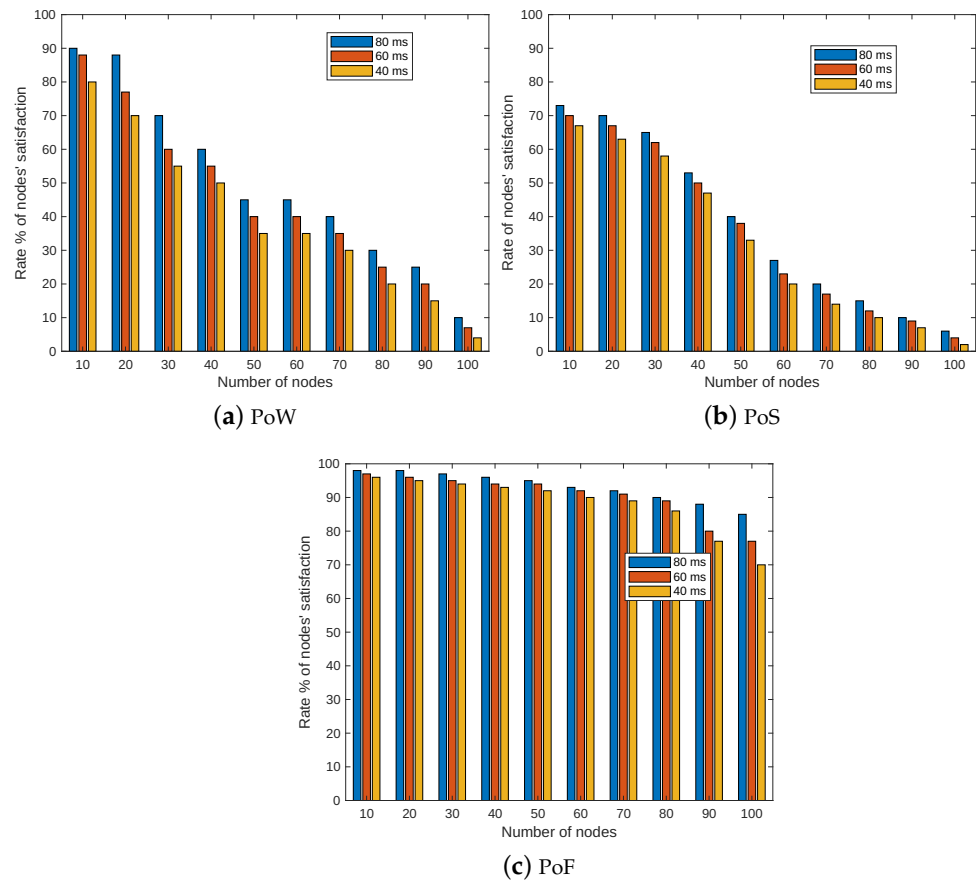 100
90
80
70
60
50
40
30
20
10
0
Rate % of nodes' satisfaction
80 ms
60 ms
40 ms
10 20 30 40 50 60 70 80 90 100
Number of nodes
(a) PoW
100
90
80
70
60
50
40
30
20
10
0
Rate of nodes' satisfaction
80 ms
60 ms
40 ms
10 20 30 40 50 60 70 80 90 100
Number of nodes
(b) PoS
100
90
80
70
60
50
40
30
20
10
0
Rate % of nodes' satisfaction
80 ms
60 ms
40 ms
10 20 30 40 50 60 70 80 90 100
Number of nodes
(c) PoF